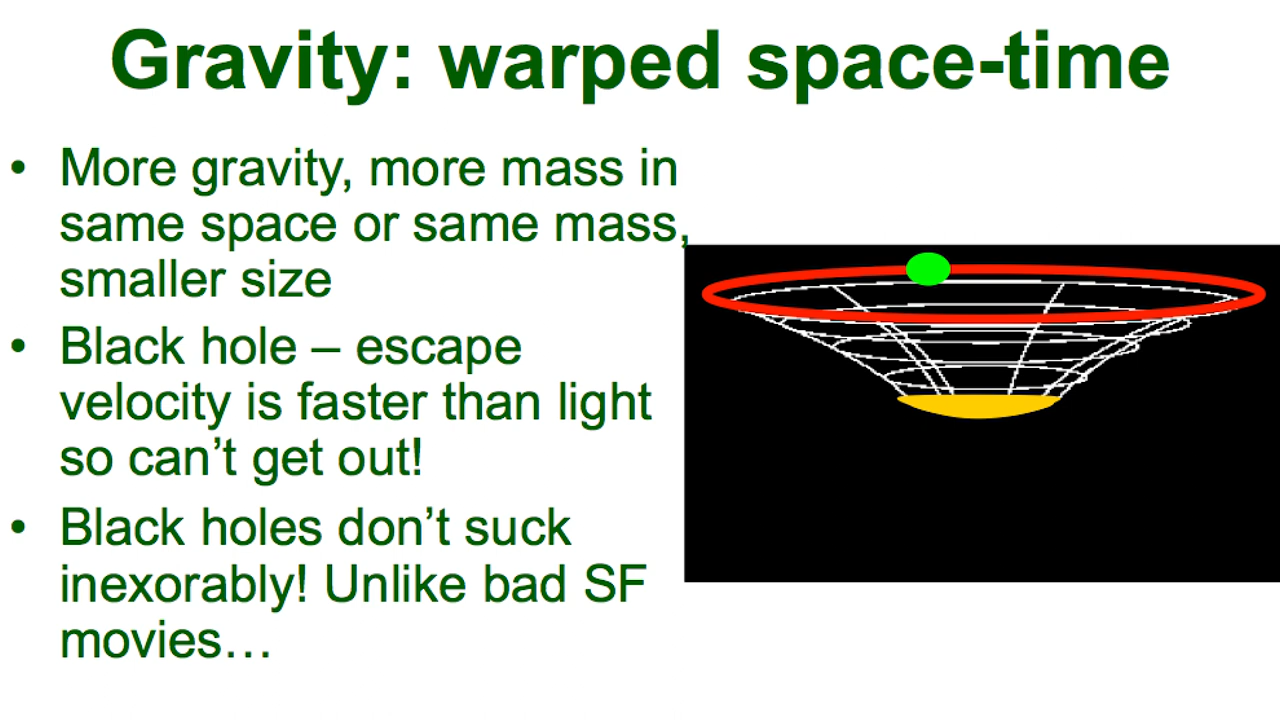 Gravity: warped space-time
• More gravity, more mass in
same space or same mass,
smaller size
• Black hole – escape
velocity is faster than light
so can’t get out!
• Black holes don’t suck
inexorably! Unlike bad SF
movies…